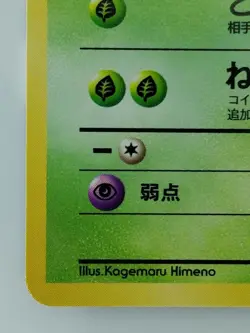 相手
ね
コイ
追加
弱点
Illus.Kagemaru Himeno